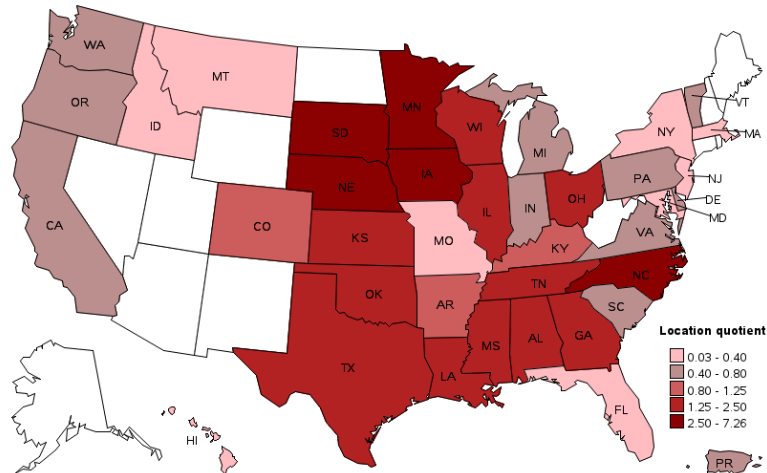 WA
MT
VT
OR
ID
MN
SD
WI
NY
MA
MI
IA
PA
NJ
NE
OH
DE
IL
IN
MD
CA
CO
KS
MO
KY
VA
TN
NC
OK
AR
SC
MS
AL
GA
TX
LA
FL
HI
PR
Location quotient
0.03 - 0.40
0.40 - 0.80
0.80 - 1.25
1.25 - 2.50
2.50 - 7.26